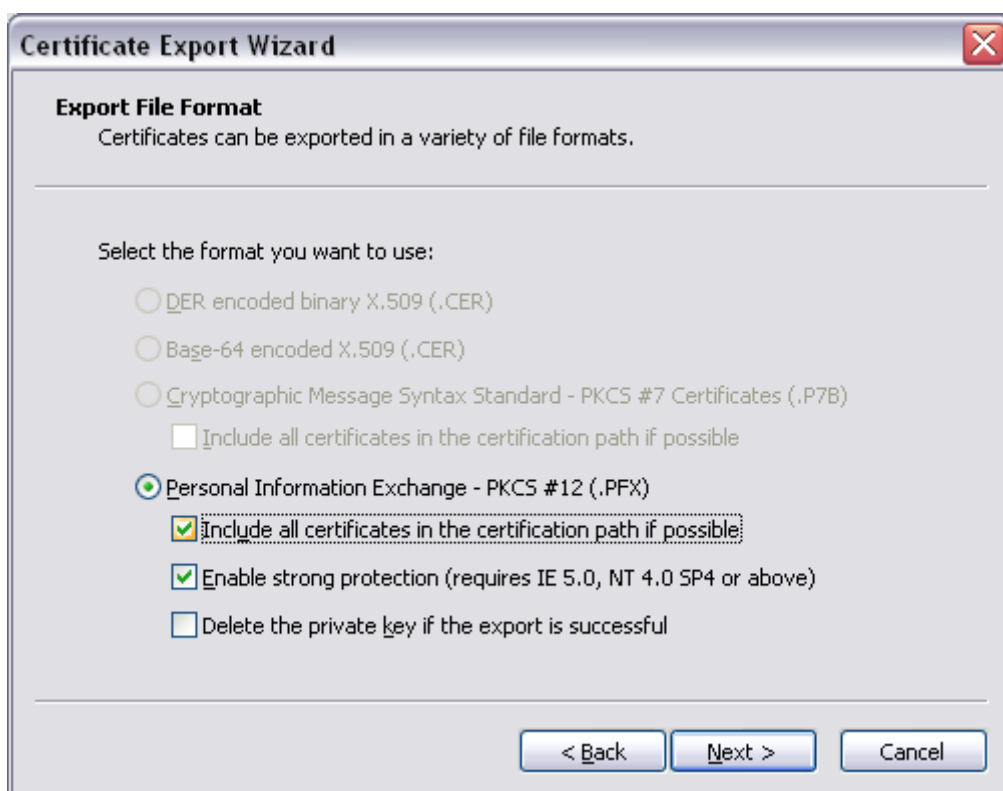 Certificate Export Wizard
Export File Format
Certificates can be exported in a variety of file formats.
Select the format you want to use:
DER encoded binary X.509 (.CER)
Base-64 encoded X.509 (.CER)
Cryptographic Message Syntax Standard - PKCS #7 Certificates (.P7B)
Include all certificates in the certification path if possible
Personal Information Exchange - PKCS #12 (.PFX)
Include all certificates in the certification path if possible
Enable strong protection (requires IE 5.0, NT 4.0 SP4 or above)
Delete the private key if the export is successful
< Back Next > Cancel